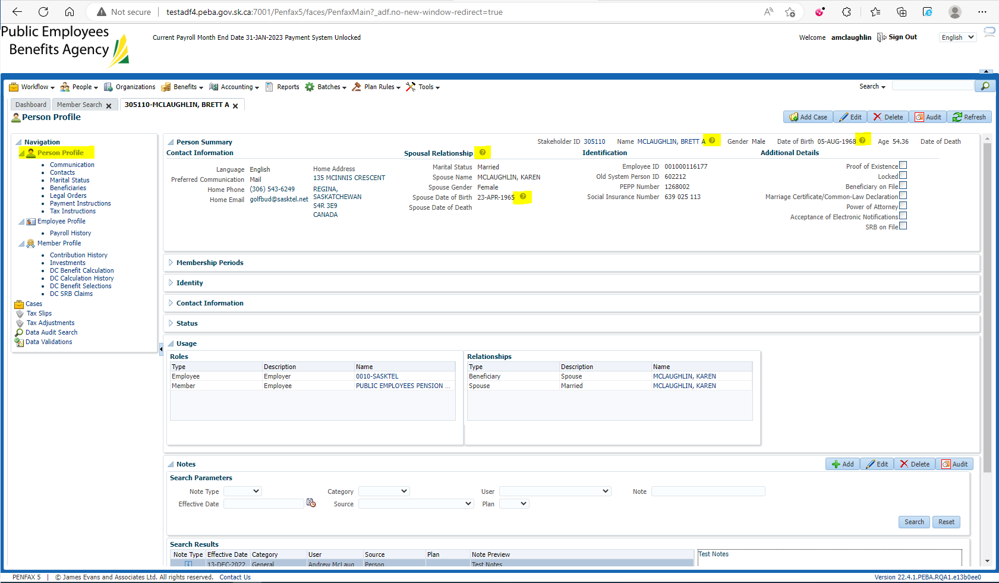 Not secure | testadf4.peba.gov.sk.ca:7001/Penfax5/faces/PenfaxMain?_adf.no-new-window-redirect=true
Public Employees
Benefits Agency
Current Payroll Month End Date 31-JAN-2023 Payment System Unlocked
Welcome amclaughlin Sign Out English
Workflow People Organizations Benefits Accounting Reports Batches Plan Rules Tools Search
Dashboard Member Search 305110-MCLAUGHLIN, BRETT A
Person Profile
Add Case Edit Delete Audit Refresh
Navigation
Person Profile
Communication
Contacts
Marital Status
Beneficiaries
Legal Orders
Payment Instructions
Tax Instructions
Employee Profile
Payroll History
Member Profile
Contribution History
Investments
DC Benefit Calculation
DC Calculation History
DC Benefit Selections
DC SRB Claims
Cases
Tax Slips
Tax Adjustments
Data Audit Search
Data Validations
Person Summary
Stakeholder ID 305110 Name MCLAUGHLIN, BRETT A ? Gender Male Date of Birth 05-AUG-1968 ? Age 54.36 Date of Death
Contact Information
Language English
Preferred Communication Mail
Home Phone (306) 543-6249
Home Email golfbud@sasktel.net
Home Address
135 MCINNIS CRESCENT
REGINA,
SASKATCHEWAN
S4R 3E9
CANADA
Spousal Relationship ?
Marital Status Married
Spouse Name MCLAUGHLIN, KAREN
Spouse Gender Female
Spouse Date of Birth 23-APR-1965 ?
Spouse Date of Death
Identification
Employee ID 001000116177
Old System Person ID 602212
PEPP Number 1268002
Social Insurance Number 639 025 113
Additional Details
Proof of Existence
Locked
Beneficiary on File
Marriage Certificate/Common-Law Declaration
Power of Attorney
Acceptance of Electronic Notifications
SRB on File
Membership Periods
Identity
Contact Information
Status
Usage
Roles
Type Description Name
Employee Employer 0010-SASKTEL
Member Employee PUBLIC EMPLOYEES PENSION ...
Relationships
Type Description Name
Beneficiary Spouse MCLAUGHLIN, KAREN
Spouse Married MCLAUGHLIN, KAREN
Notes
Add Edit Delete Audit
Search Parameters
Note Type Category User Note
Effective Date Source Plan
Search Reset
Search Results
Note Type Effective Date Category User Source Plan Note Preview
13-DEC-2022 General Andrew McLaug Person Test Notes
Test Notes
PENFAX 5 | © James Evans and Associates Ltd. All rights reserved. Contact Us
Version 22.4.1.PEBA.RQA1.e13b0ee0